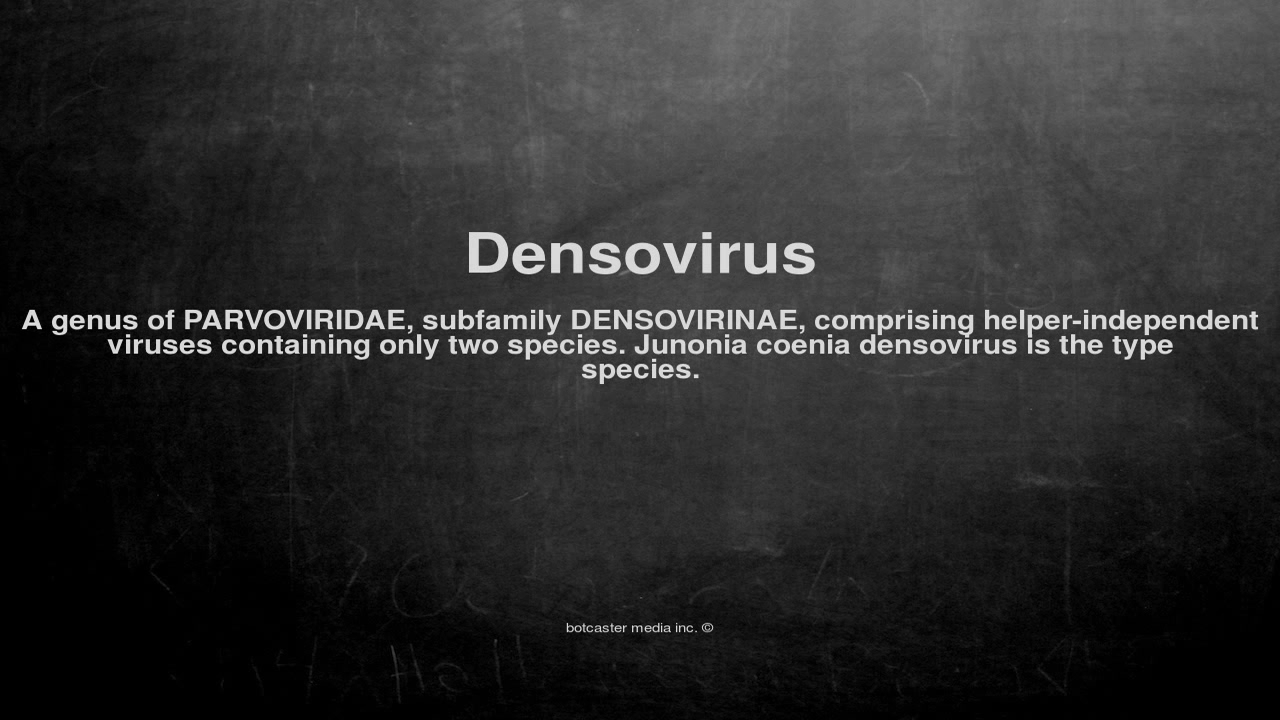 Densovirus
A genus of PARVOVIRIDAE, subfamily DENSOVIRINAE, comprising helper-independent
viruses containing only two species. Junonia coenia densovirus is the type
species.
botcaster media inc. ©